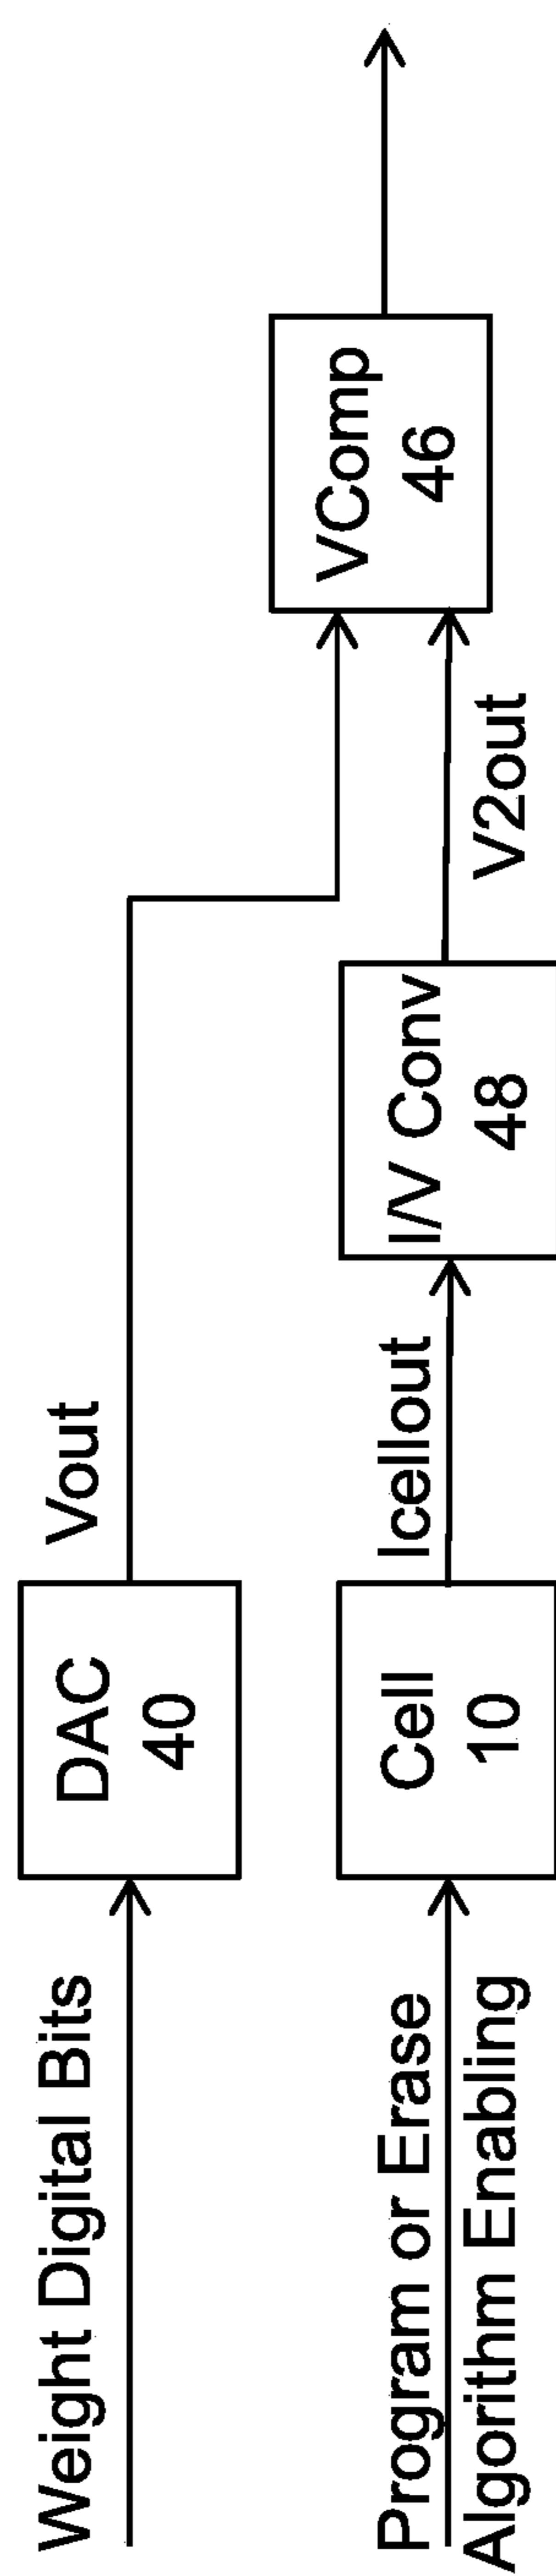 Weight Digital Bits
DAC
40
Vout
Program or Erase
Algorithm Enabling
Cell
10
Icellout
I/V Conv
48
V2out
VComp
46